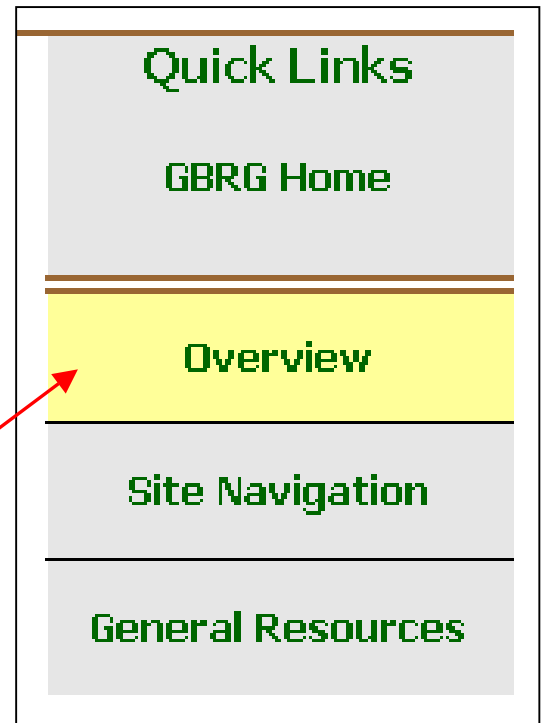 Quick Links
GBRG Home
Overview
Site Navigation
General Resources